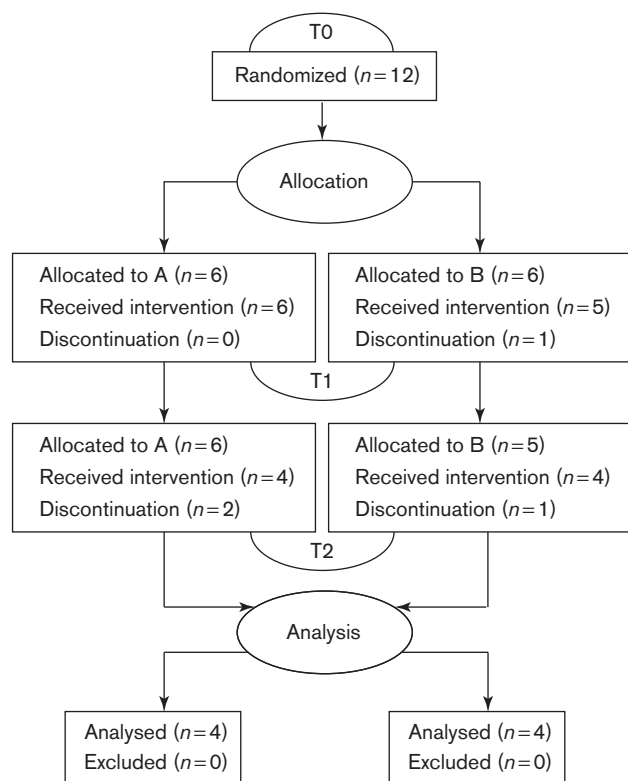 T0
Randomized (n=12)
Allocation
Allocated to A (n=6)
Received intervention (n=6)
Discontinuation (n=0)
Allocated to B (n=6)
Received intervention (n=5)
Discontinuation (n=1)
T1
Allocated to A (n=6)
Received intervention (n=4)
Discontinuation (n=2)
Allocated to B (n=5)
Received intervention (n=4)
Discontinuation (n=1)
T2
Analysis
Analysed (n=4)
Excluded (n=0)
Analysed (n=4)
Excluded (n=0)